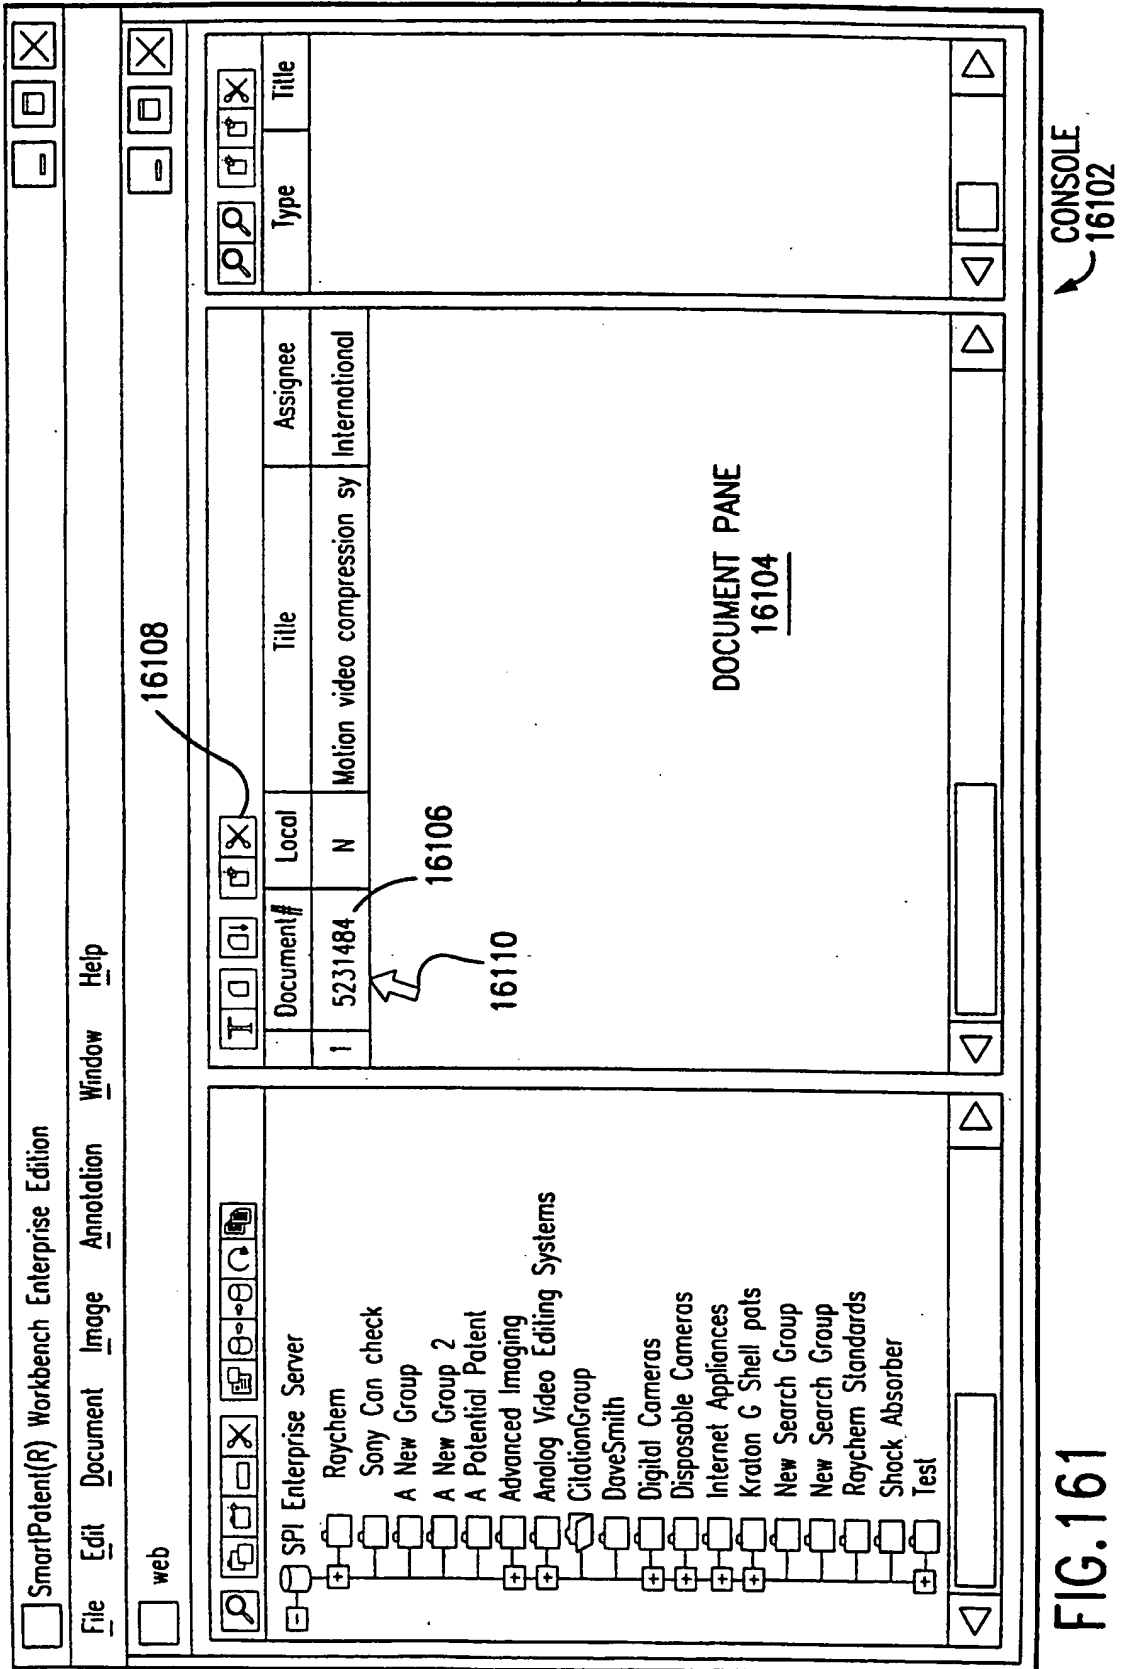 SmartPatent(R) Workbench Enterprise Edition
File Edit Document Image Annotation Window Help
web
16108
SPI Enterprise Server
Raychem
Sony Can check
A New Group
A New Group 2
A Potential Patent
Advanced Imaging
Analog Video Editing Systems
CitationGroup
DaveSmith
Digital Cameras
Disposable Cameras
Internet Appliances
Kraton G Shell pats
New Search Group
New Search Group
Raychem Standards
Shock Absorber
Test
Document# Local Title Assignee
1 5231484 N Motion video compression sy International
16106
16110
DOCUMENT PANE
16104
Type Title
CONSOLE
16102
FIG.161